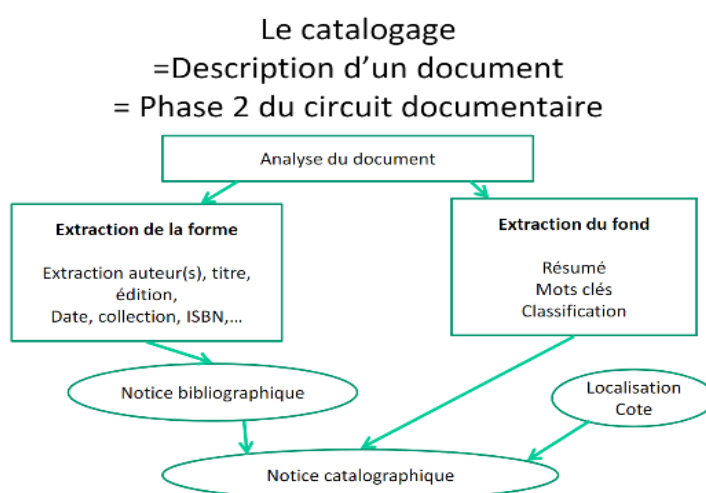 Le catalogage
=Description d'un document
= Phase 2 du circuit documentaire
Analyse du document
Extraction de la forme
Extraction auteur(s), titre,
édition,
Date, collection, ISBN,...
Extraction du fond
Résumé
Mots clés
Classification
Notice bibliographique
Localisation
Cote
Notice catalographique